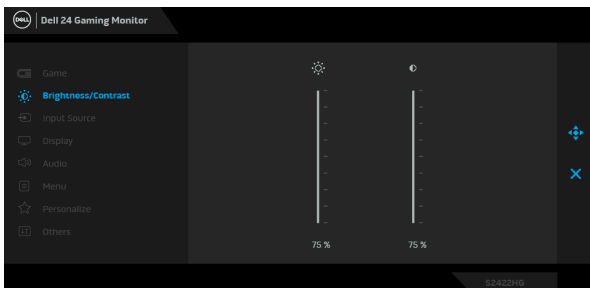 DELL
Dell 24 Gaming Monitor
Game
Brightness/Contrast
Input Source
Display
Audio
Menu
Personalize
Others
75 %
75 %
S2422HG